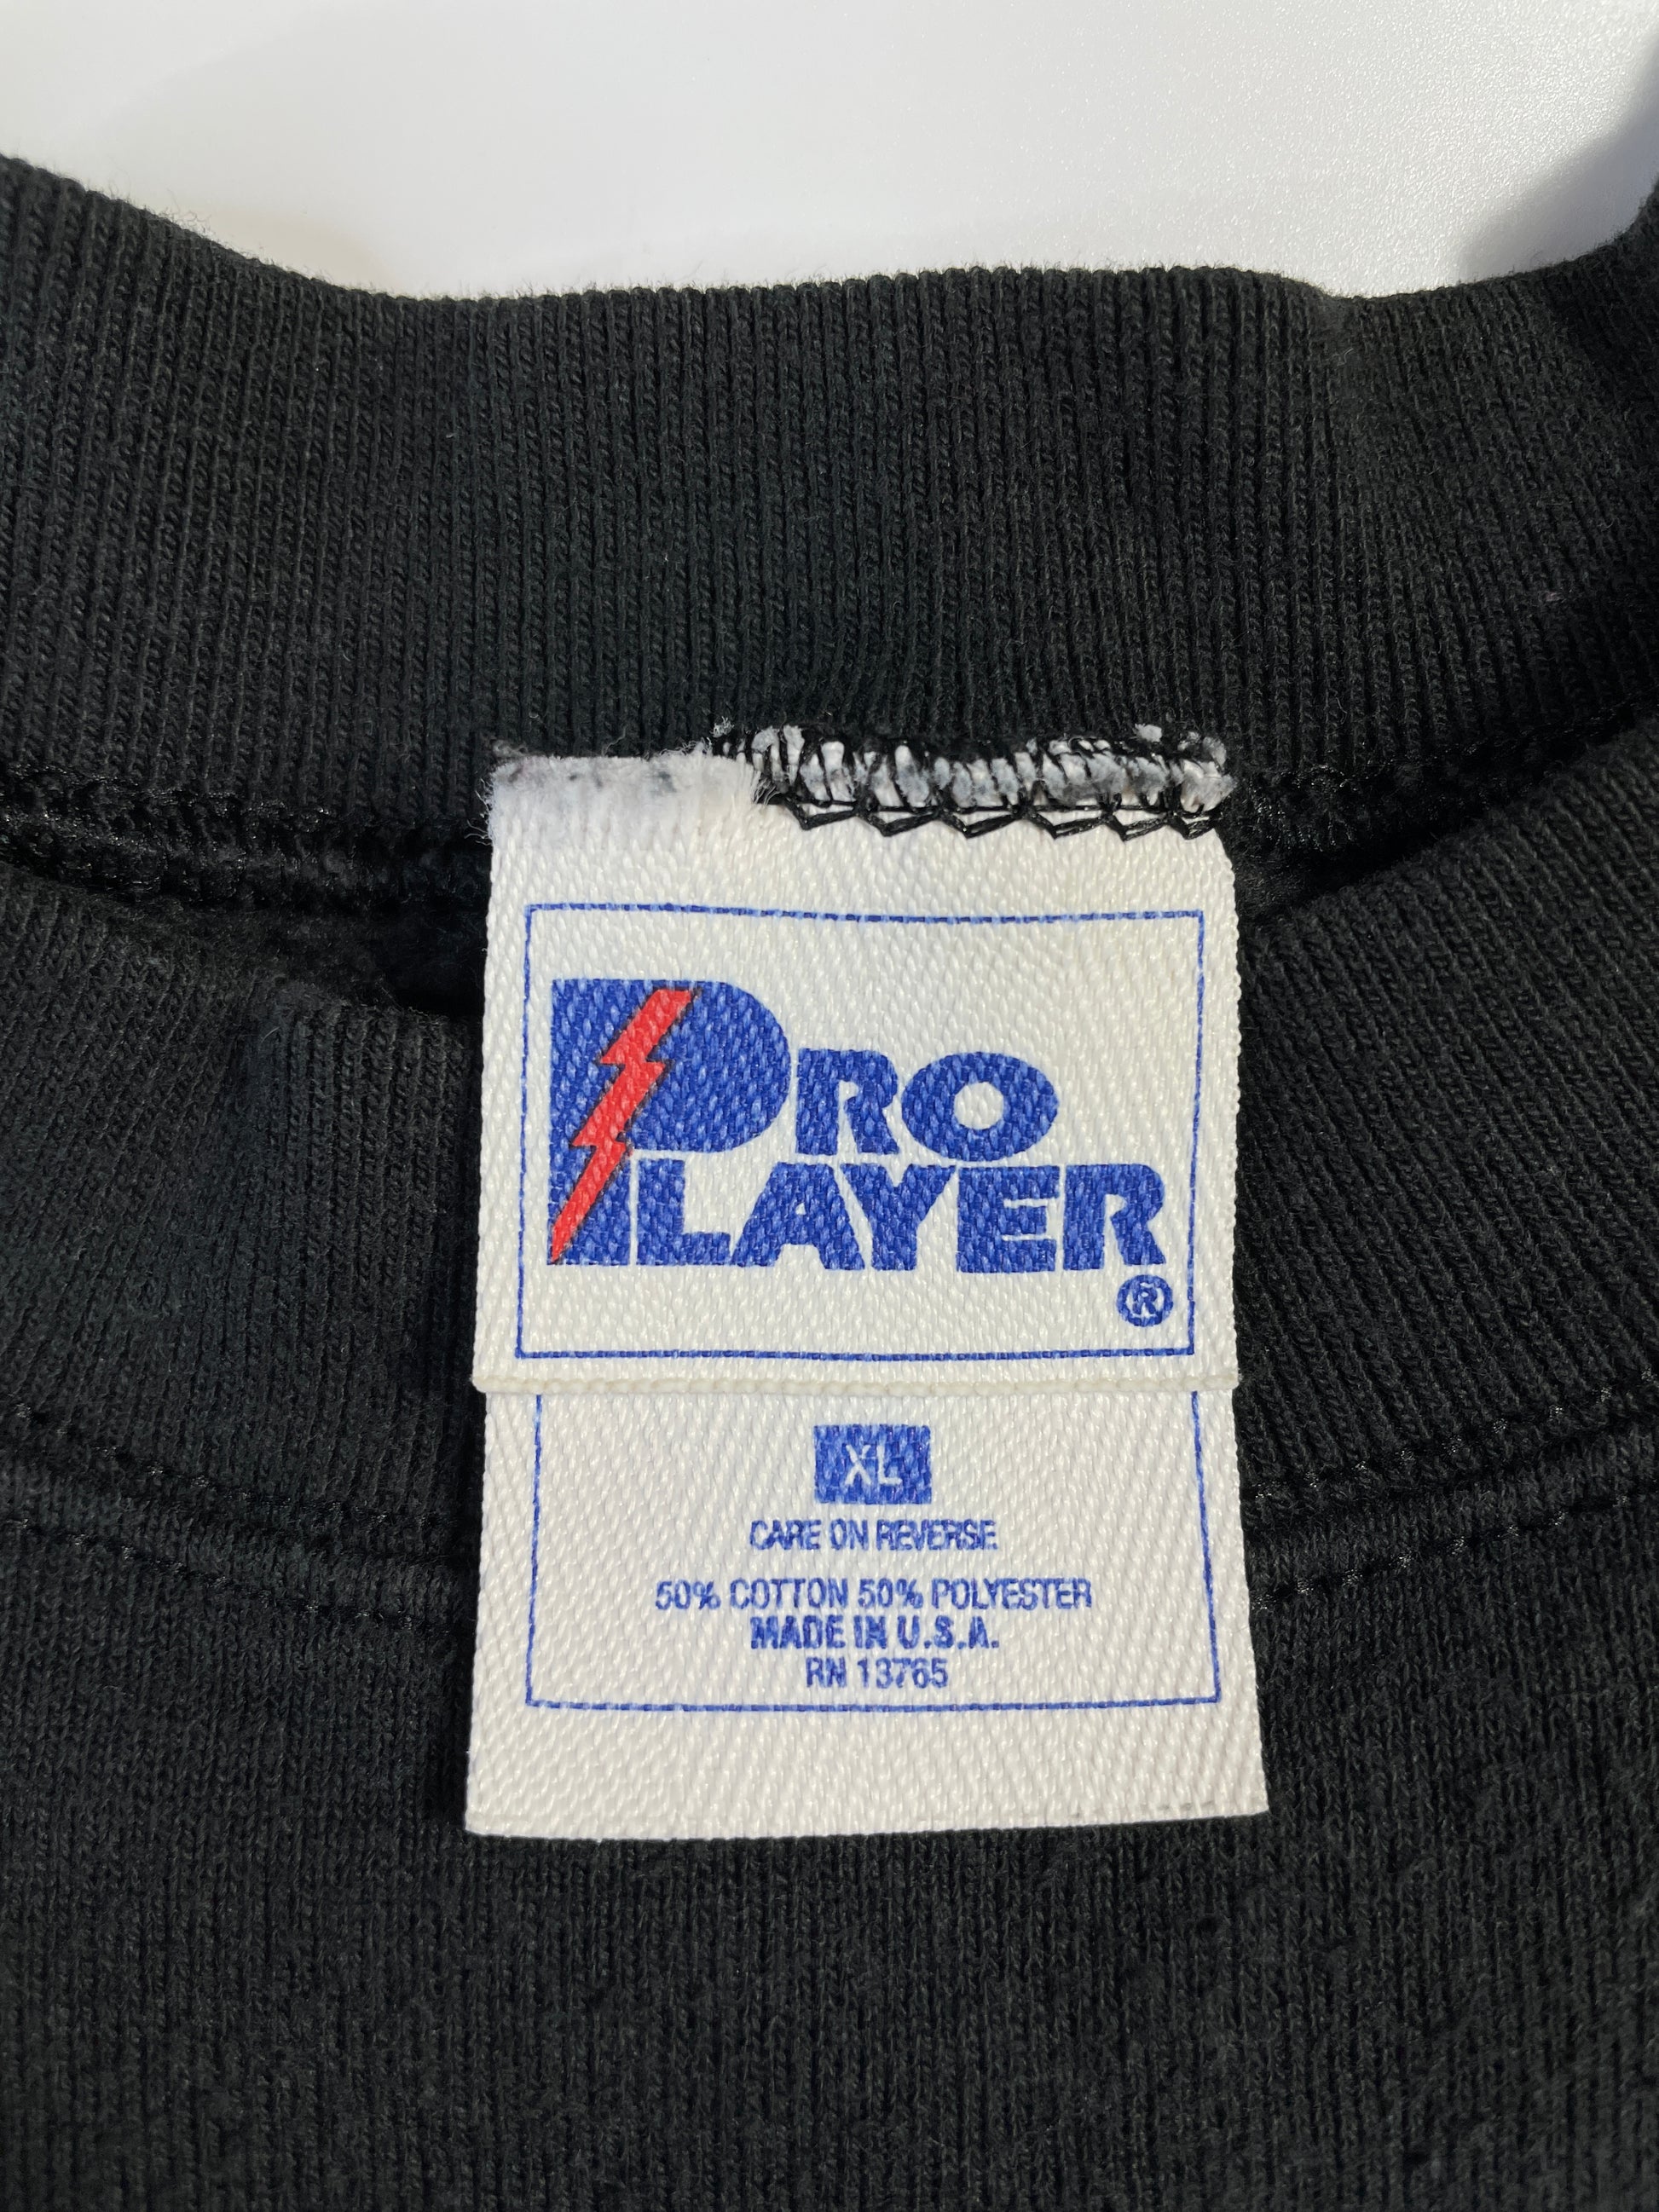 PRO
PLAYER
®
XL
CARE ON REVERSE
50% COTTON 50% POLYESTER
MADE IN U.S.A.
RN 13765